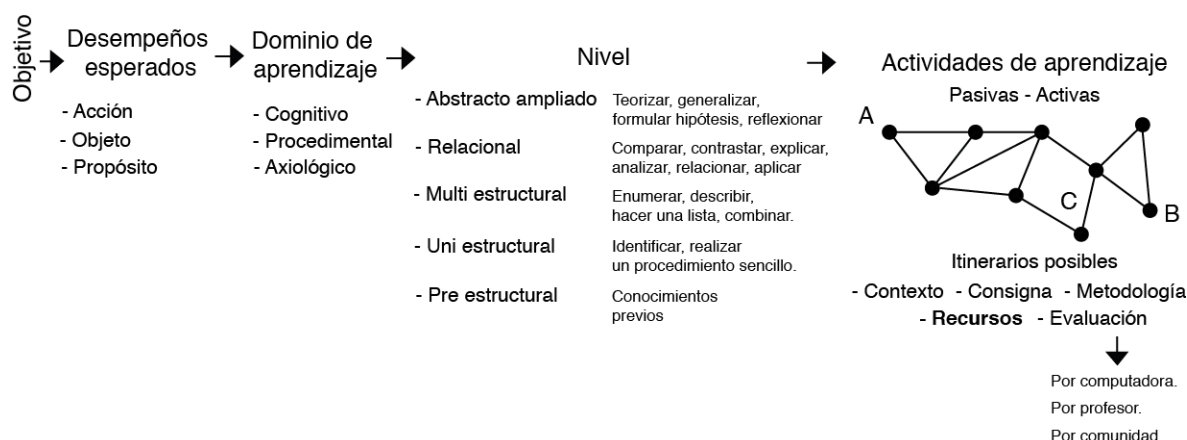 Objetivo
Desempeños
esperados
- Acción
- Objeto
- Propósito
Dominio de
aprendizaje
- Cognitivo
- Procedimental
- Axiológico
Nivel
- Abstracto ampliado
Teorizar, generalizar,
formular hipótesis, reflexionar
- Relacional
Comparar, contrastar, explicar,
analizar, relacionar, aplicar
- Multi estructural
Enumerar, describir,
hacer una lista, combinar.
- Uni estructural
Identificar, realizar
un procedimiento sencillo.
- Pre estructural
Conocimientos
previos
Actividades de aprendizaje
Pasivas - Activas
A
C
B
Itinerarios posibles
- Contexto - Consigna - Metodología
- Recursos - Evaluación
Por computadora.
Por profesor.
Por comunidad